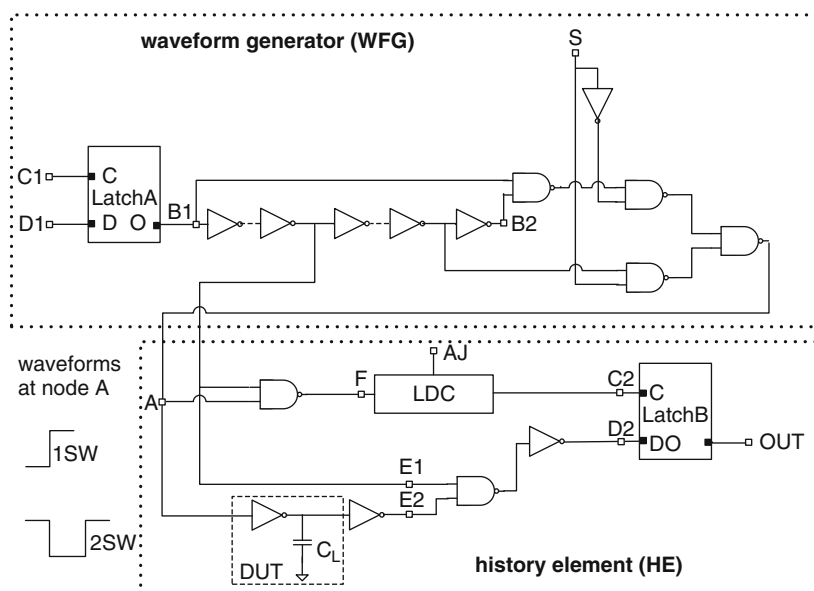 waveform generator (WFG)
S
C1
C
LatchA
D1
D O
B1
B2
waveforms
at node A
A
AJ
F
LDC
C2
C
LatchB
D2
DO
OUT
1SW
E1
E2
2SW
DUT
CL
history element (HE)